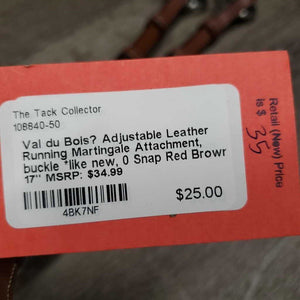 The Tack Collector
108840-50
Val du Bois? Adjustable Leather
Running Martingale Attachment,
buckle *like new, 0 Snap Red Browr
17" MSRP: $34.99
$25.00
4BK7NF
Retail (New) Price
is $ 35